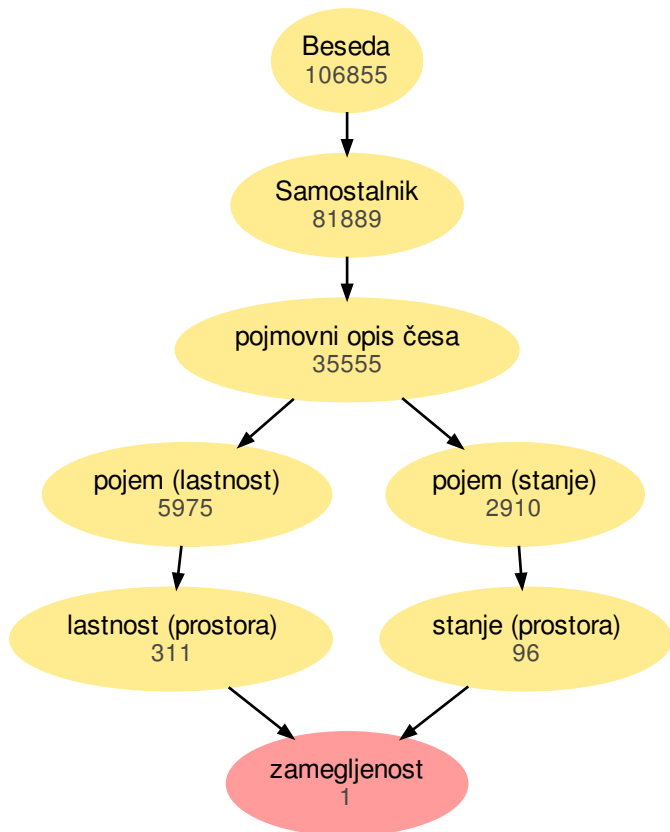 Beseda
106855
Samostalnik
81889
pojmovni opis česa
35555
pojem (lastnost)
5975
pojem (stanje)
2910
lastnost (prostora)
311
stanje (prostora)
96
zamegljenost
1